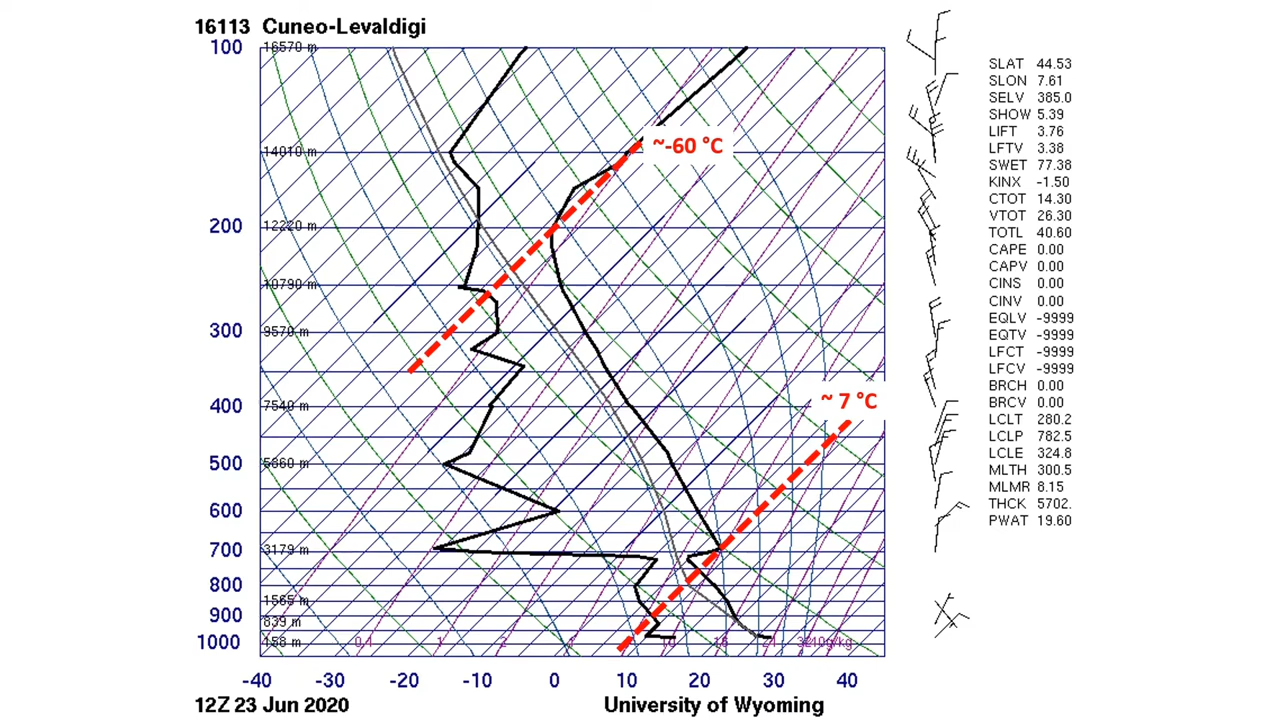 16113 Cuneo-Levaldigi
100 16570 m
~-60 °C
14010 m
200 12220 m
10790 m
300 9570 m
~ 7 °C
400 7540 m
500 5860 m
600
700 3179 m
800
1565 m
900
839 m
1000 158 m 0.4 1 2 4 7 10 16 24 32 40g/kg
-40 -30 -20 -10 0 10 20 30 40
12Z 23 Jun 2020 University of Wyoming
SLAT 44.53
SLON 7.61
SELV 385.0
SHOW 5.39
LIFT 3.76
LFTV 3.38
SWET 77.38
KINX -1.50
CTOT 14.30
VTOT 26.30
TOTL 40.60
CAPE 0.00
CAPV 0.00
CINS 0.00
CINV 0.00
EQLV -9999
EQTV -9999
LFCT -9999
LFCV -9999
BRCH 0.00
BRCV 0.00
LCLT 280.2
LCLP 782.5
LCLE 324.8
MLTH 300.5
MLMR 8.15
THCK 5702.
PWAT 19.60